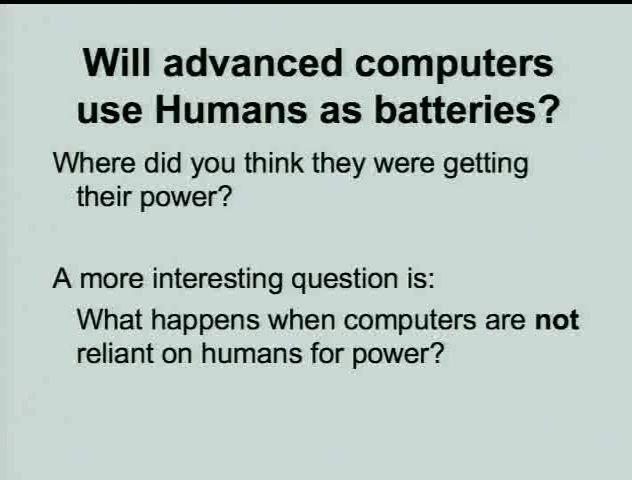 Will advanced computers
use Humans as batteries?
Where did you think they were getting
their power?
A more interesting question is:
What happens when computers are not
reliant on humans for power?